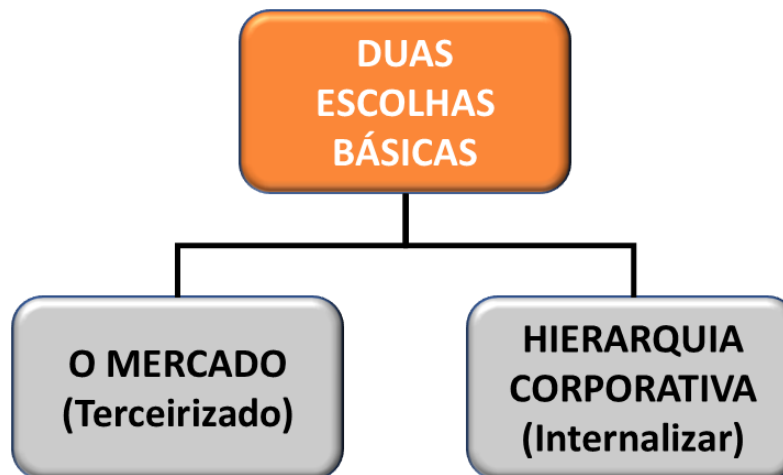 DUAS
ESCOLHAS
BÁSICAS
O MERCADO
(Terceirizado)
HIERARQUIA
CORPORATIVA
(Internalizar)